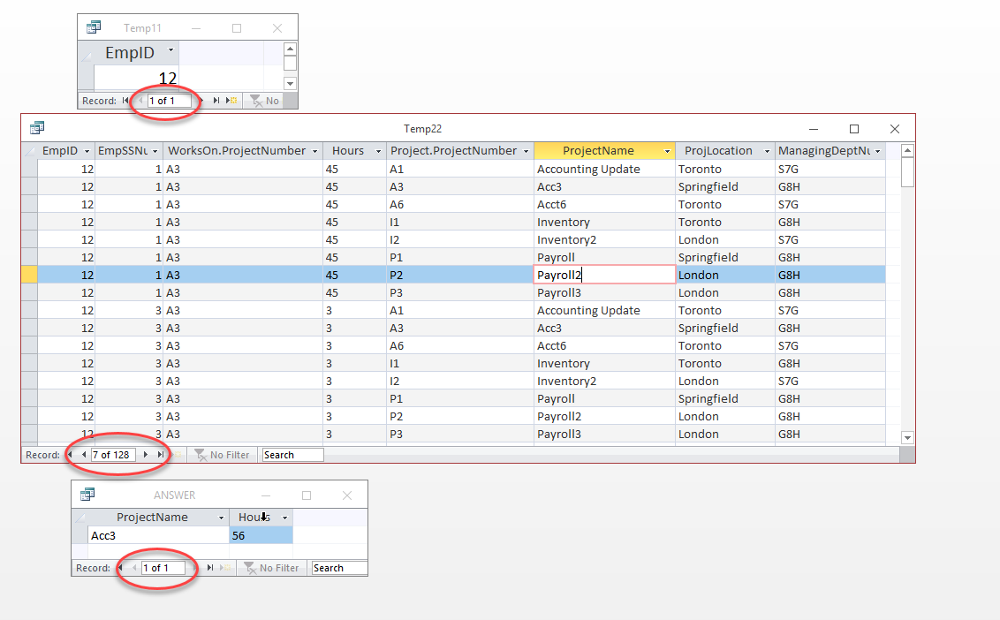 Temp11
EmpID
12
Record: 1 of 1 No
Temp22
EmpID EmpSSNu WorksOn.ProjectNumber Hours Project.ProjectNumber ProjectName ProjLocation ManagingDeptNu
12 1 A3 45 A1 Accounting Update Toronto S7G
12 1 A3 45 A3 Acc3 Springfield G8H
12 1 A3 45 A6 Acct6 Toronto S7G
12 1 A3 45 I1 Inventory Toronto G8H
12 1 A3 45 I2 Inventory2 London S7G
12 1 A3 45 P1 Payroll Springfield G8H
12 1 A3 45 P2 Payroll2 London G8H
12 1 A3 45 P3 Payroll3 London G8H
12 3 A3 3 A1 Accounting Update Toronto S7G
12 3 A3 3 A3 Acc3 Springfield G8H
12 3 A3 3 A6 Acct6 Toronto S7G
12 3 A3 3 I1 Inventory Toronto G8H
12 3 A3 3 I2 Inventory2 London S7G
12 3 A3 3 P1 Payroll Springfield G8H
12 3 A3 3 P2 Payroll2 London G8H
12 3 A3 3 P3 Payroll3 London G8H
Record: 7 of 128 No Filter Search
ANSWER
ProjectName Hours
Acc3 56
Record: 1 of 1 No Filter Search